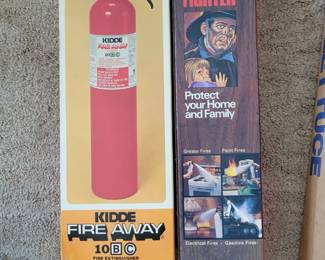 KIDDE
FIRE AWAY
10 B C
KIDDE
FIRE AWAY
10 B C
FIRE EXTINGUISHER
FIGHTER
Protect
your Home
and Family
Grease Fires
Paint Fires
Electrical Fires
Gasoline Fires